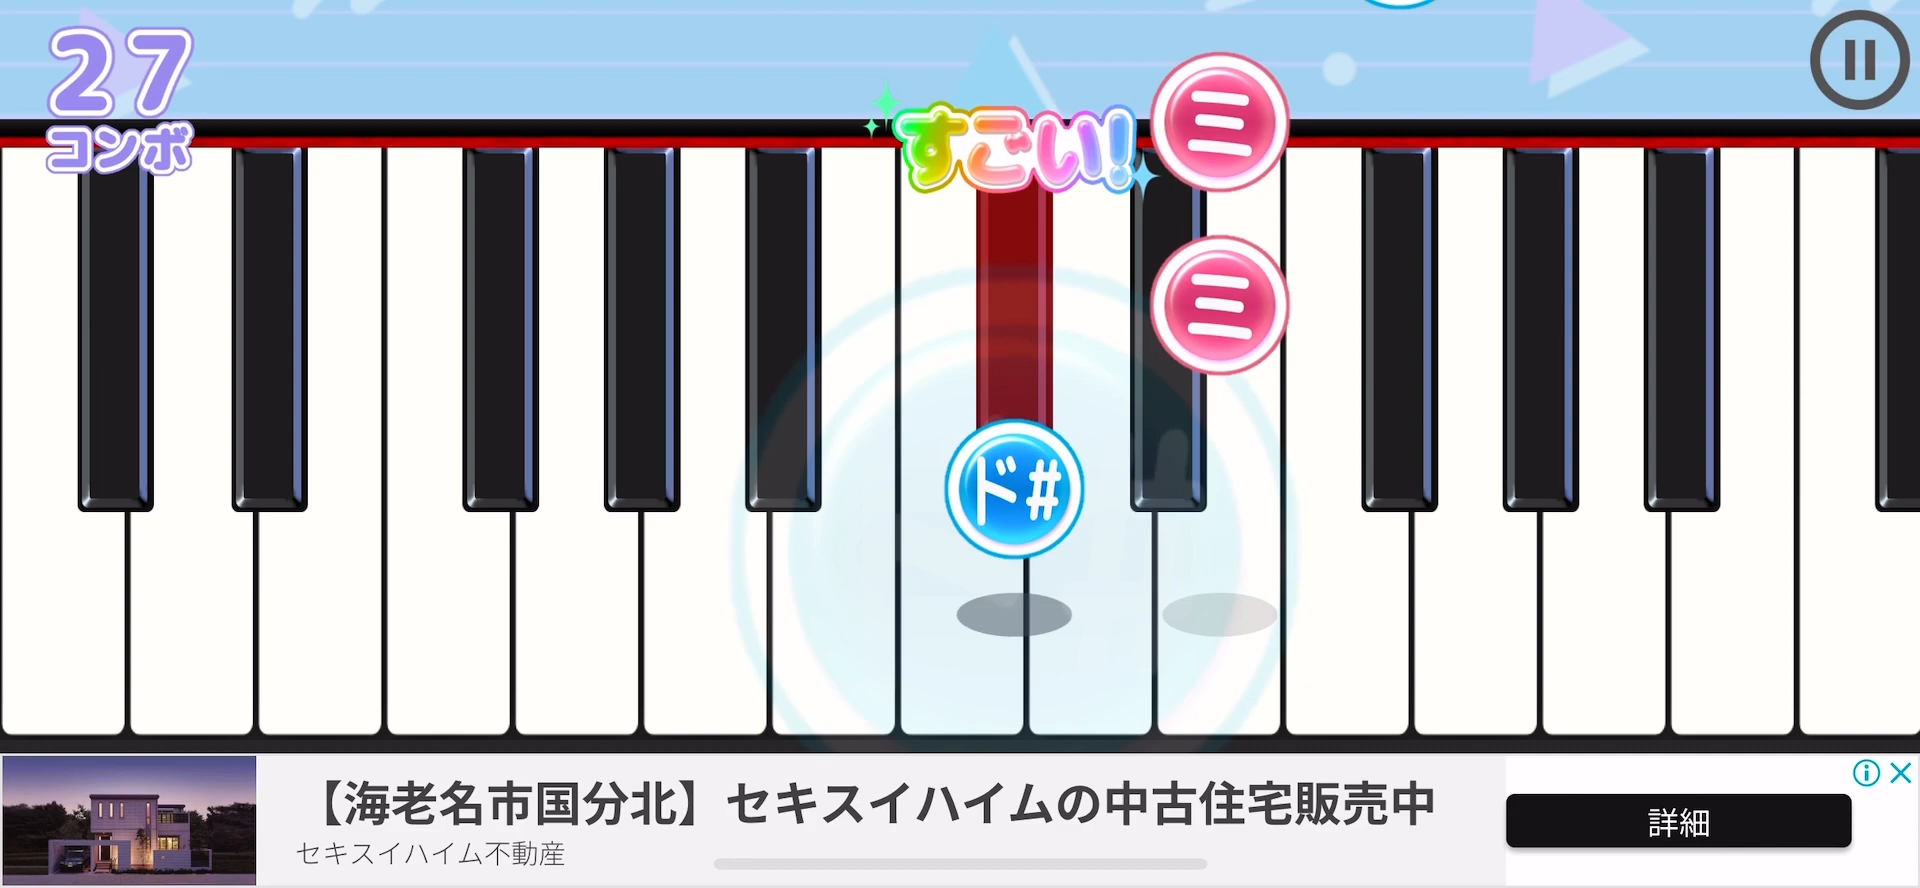 27
コンボ
すごい!
ミ
ミ
ド#
【海老名市国分北】セキスイハイムの中古住宅販売中
セキスイハイム不動産
詳細